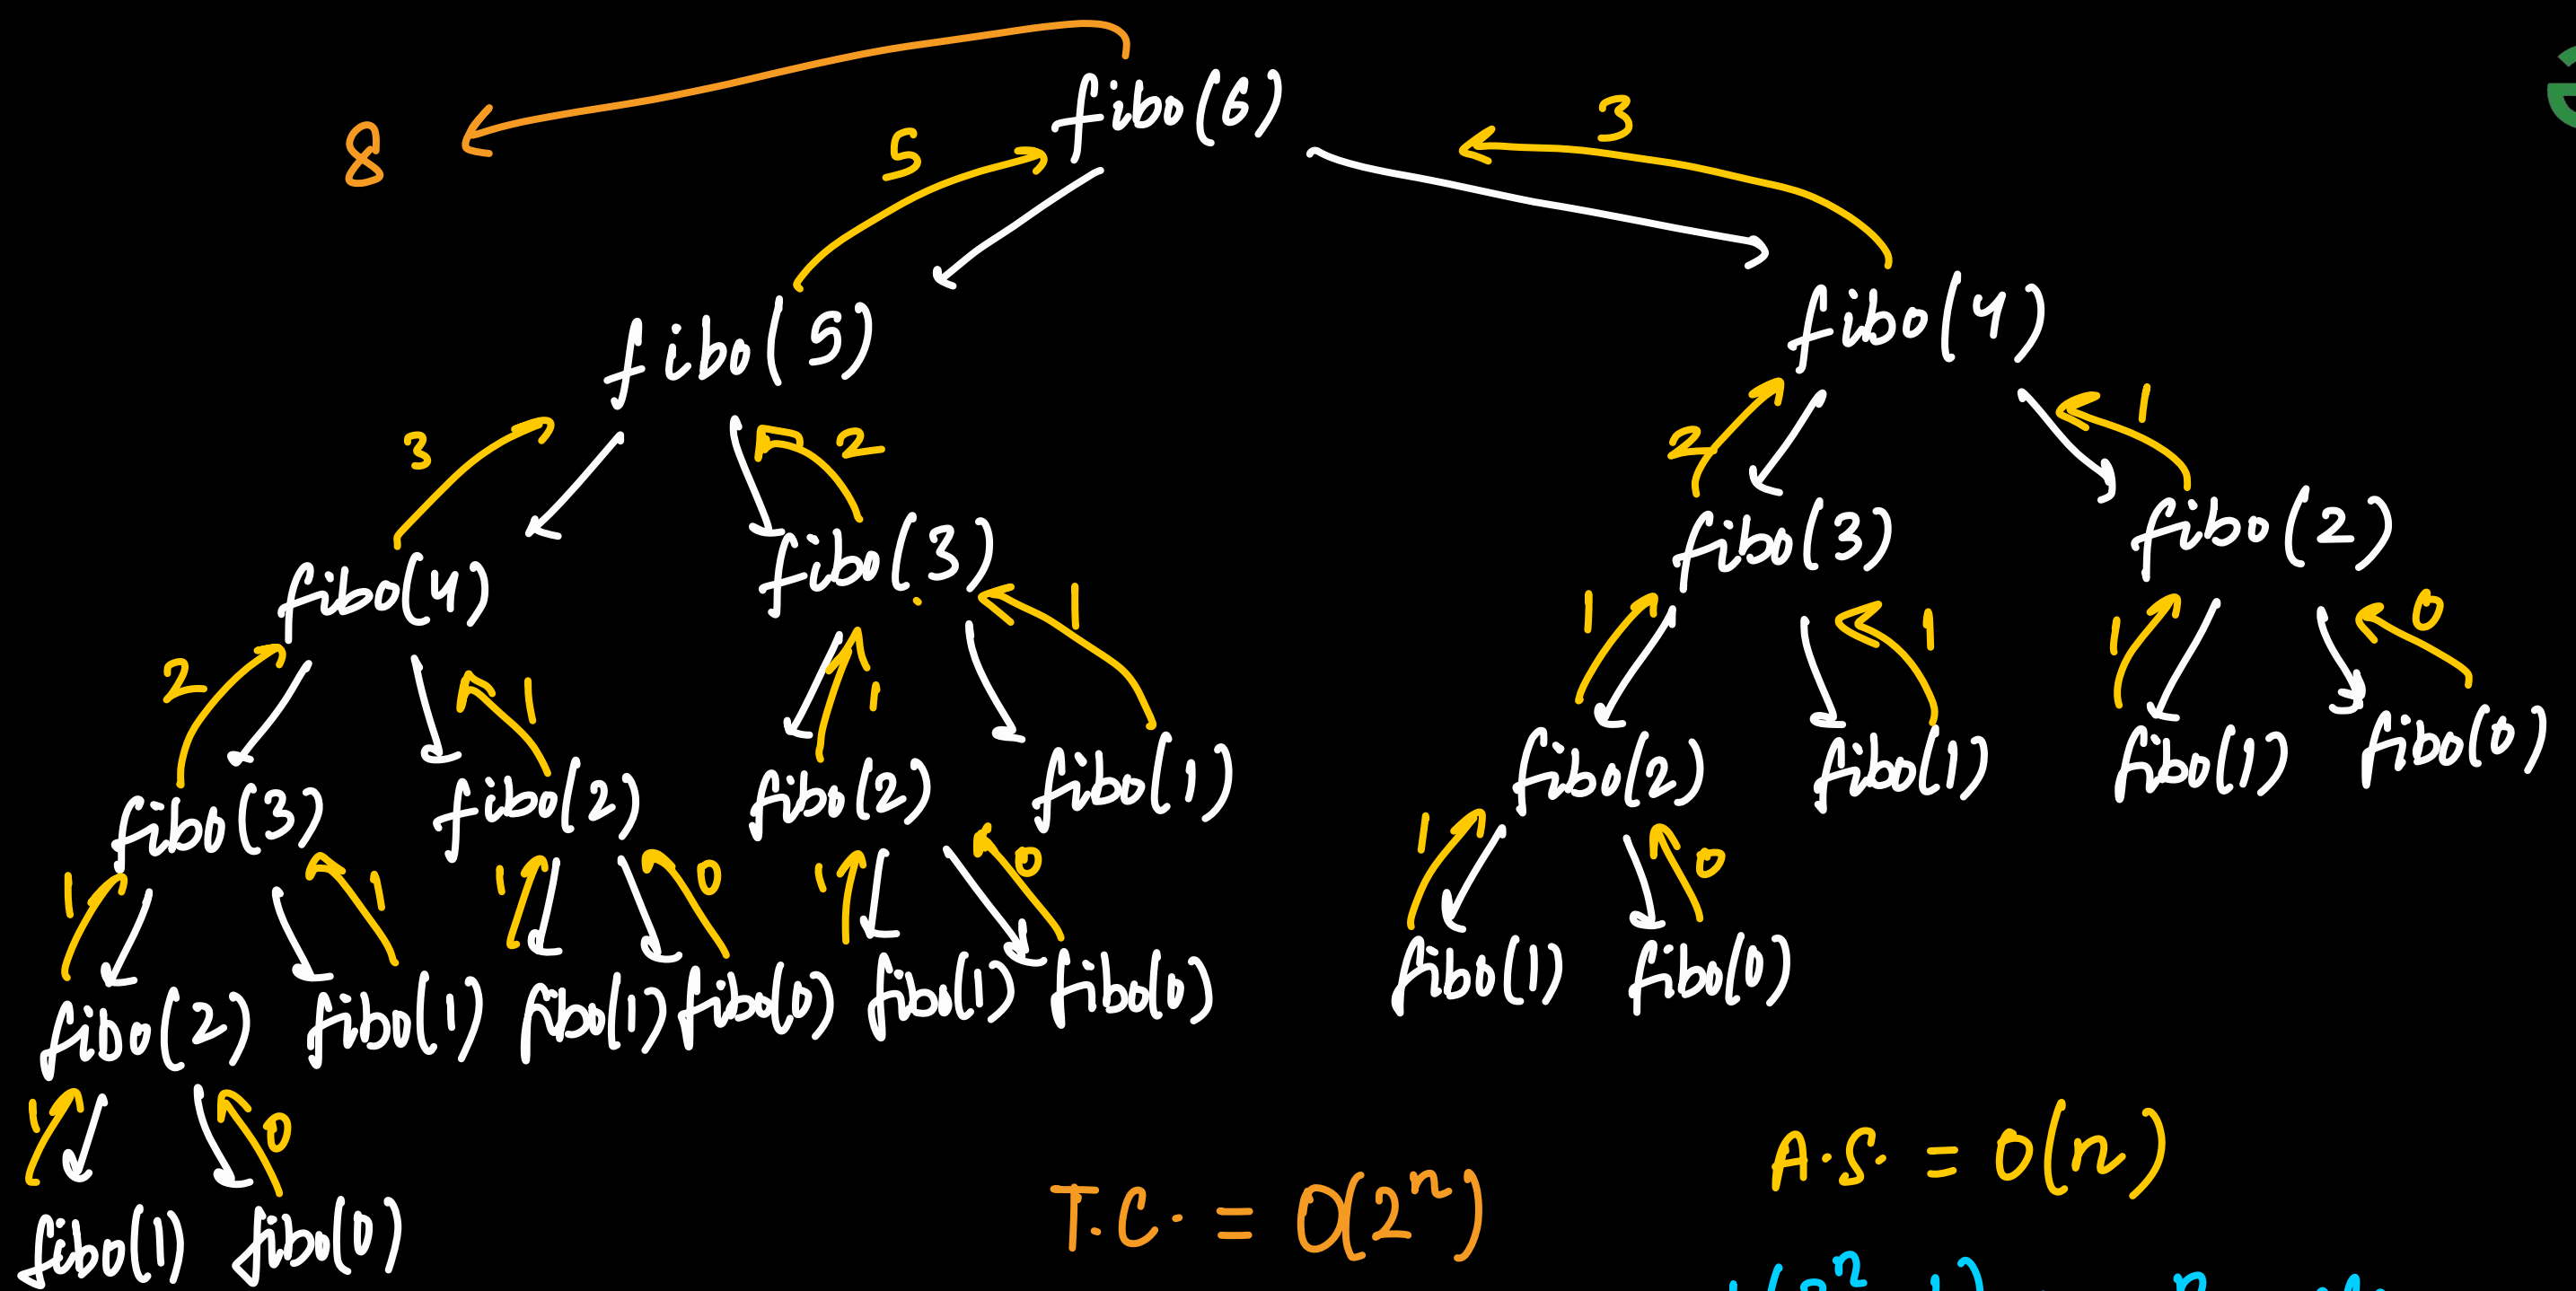 fibo(6)
8
5
3
fibo(5)
fibo(4)
3
2
2
1
fibo(4)
fibo(3)
fibo(3)
fibo(2)
2
1
1
1
1
1
1
0
fibo(3)
fibo(2)
fibo(2)
fibo(1)
fibo(2)
fibo(1)
fibo(1)
fibo(0)
1
1
1
0
1
0
1
0
fibo(2)
fibo(1)
fibo(1)
fibo(0)
fibo(1)
fibo(0)
fibo(1)
fibo(0)
1
0
fibo(1)
fibo(0)
T.C. = O(2ⁿ)
A.S. = O(n)